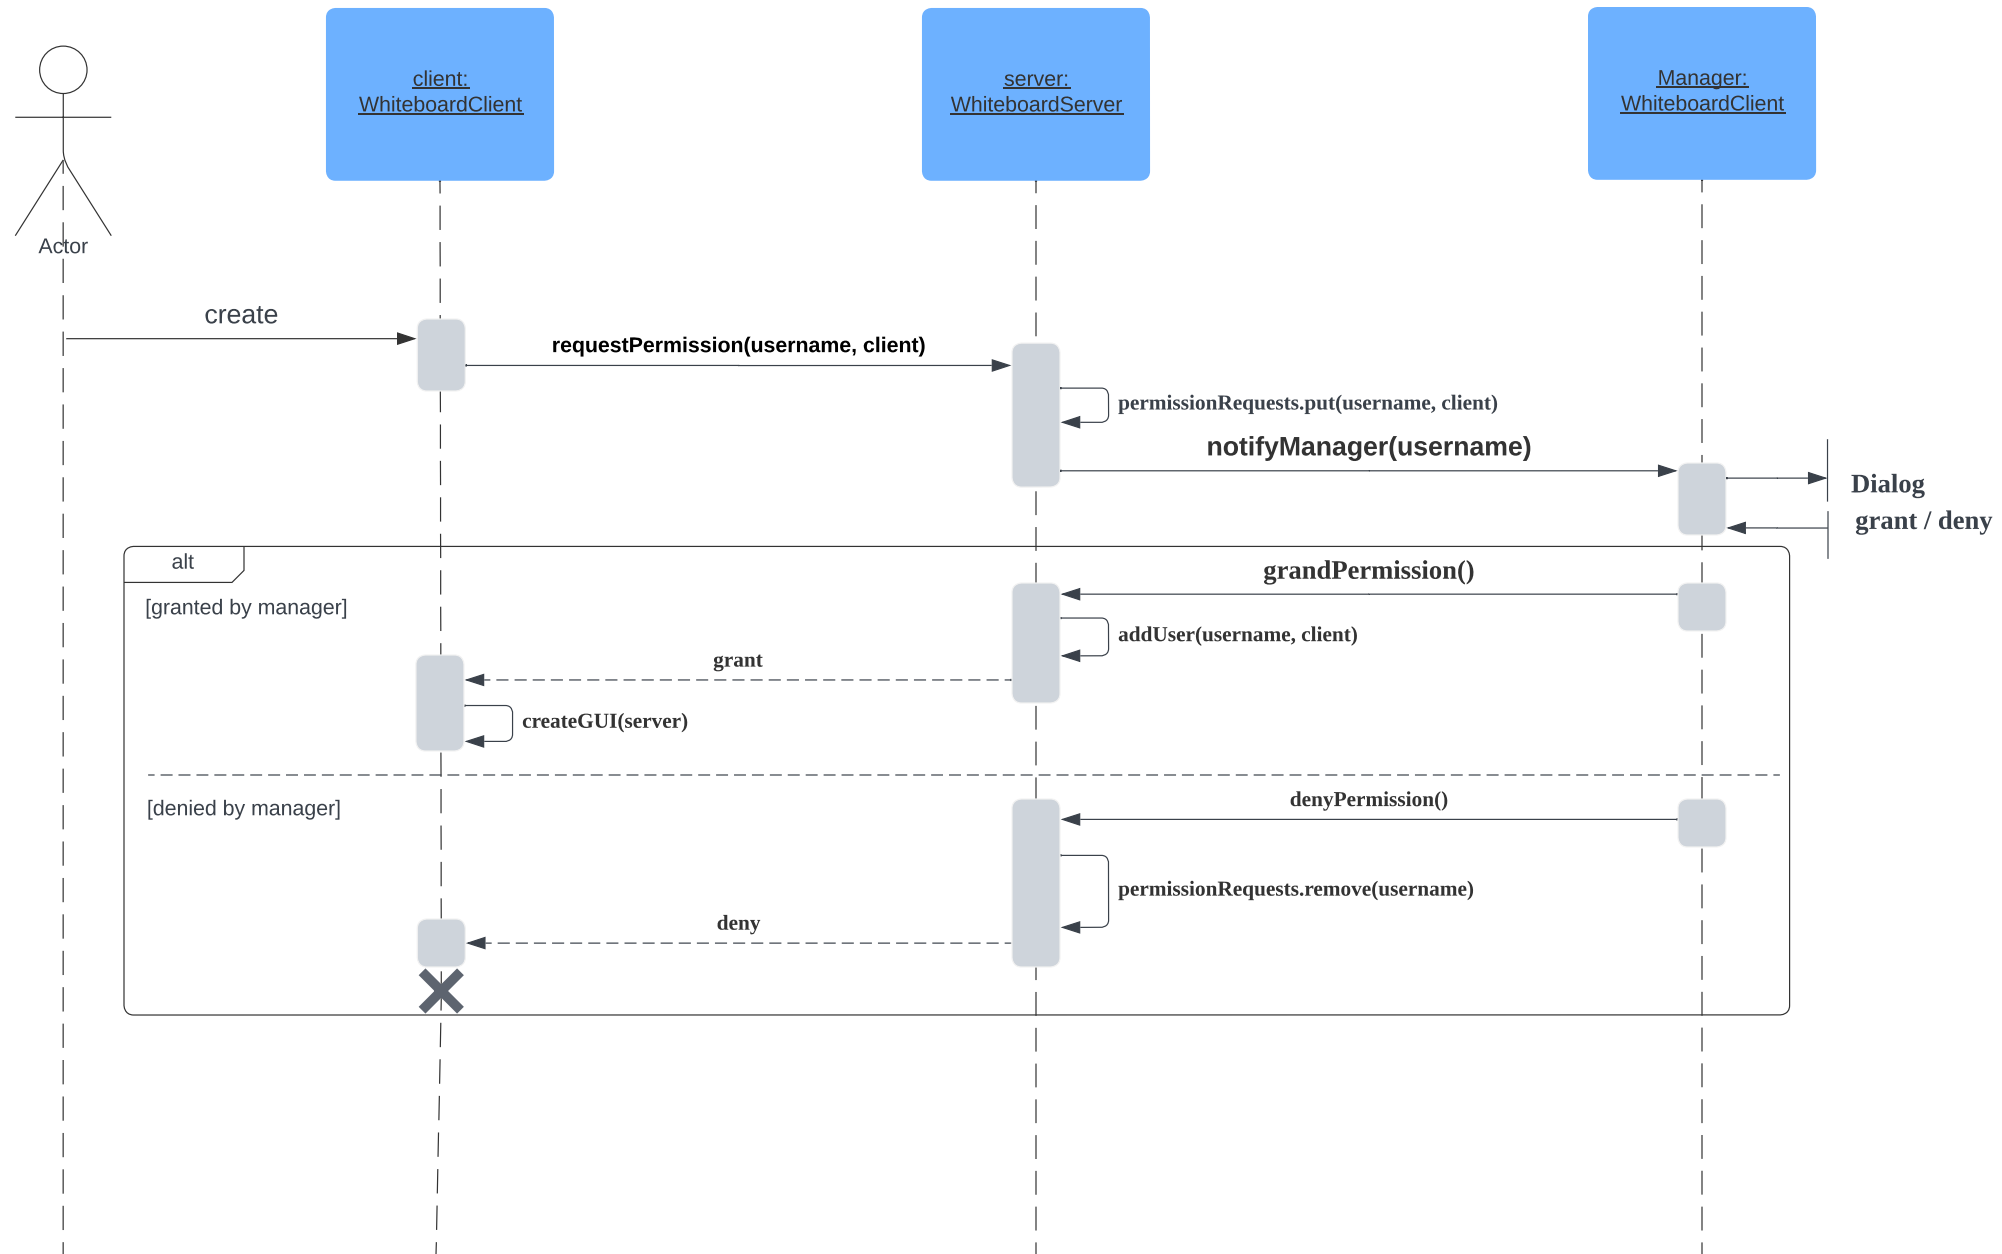 client:
WhiteboardClient
server:
WhiteboardServer
Manager:
WhiteboardClient
Actor
create
requestPermission(username, client)
permissionRequests.put(username, client)
notifyManager(username)
Dialog
grant / deny
alt
[granted by manager]
grandPermission()
addUser(username, client)
grant
createGUI(server)
[denied by manager]
denyPermission()
permissionRequests.remove(username)
deny